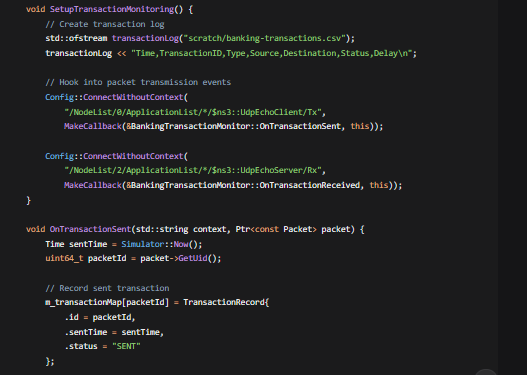 void SetupTransactionMonitoring() {
// Create transaction log
std::ofstream transactionLog("scratch/banking-transactions.csv");
transactionLog << "Time,TransactionID,Type,Source,Destination,Status,Delay\n";
// Hook into packet transmission events
Config::ConnectWithoutContext(
"/NodeList/0/ApplicationList/*/$ns3::UdpEchoClient/Tx",
MakeCallback(&BankingTransactionMonitor::OnTransactionSent, this));
Config::ConnectWithoutContext(
"/NodeList/2/ApplicationList/*/$ns3::UdpEchoServer/Rx",
MakeCallback(&BankingTransactionMonitor::OnTransactionReceived, this));
}
void OnTransactionSent(std::string context, Ptr<const Packet> packet) {
Time sentTime = Simulator::Now();
uint64_t packetId = packet->GetUid();
// Record sent transaction
m_transactionMap[packetId] = TransactionRecord{
.id = packetId,
.sentTime = sentTime,
.status = "SENT"
};